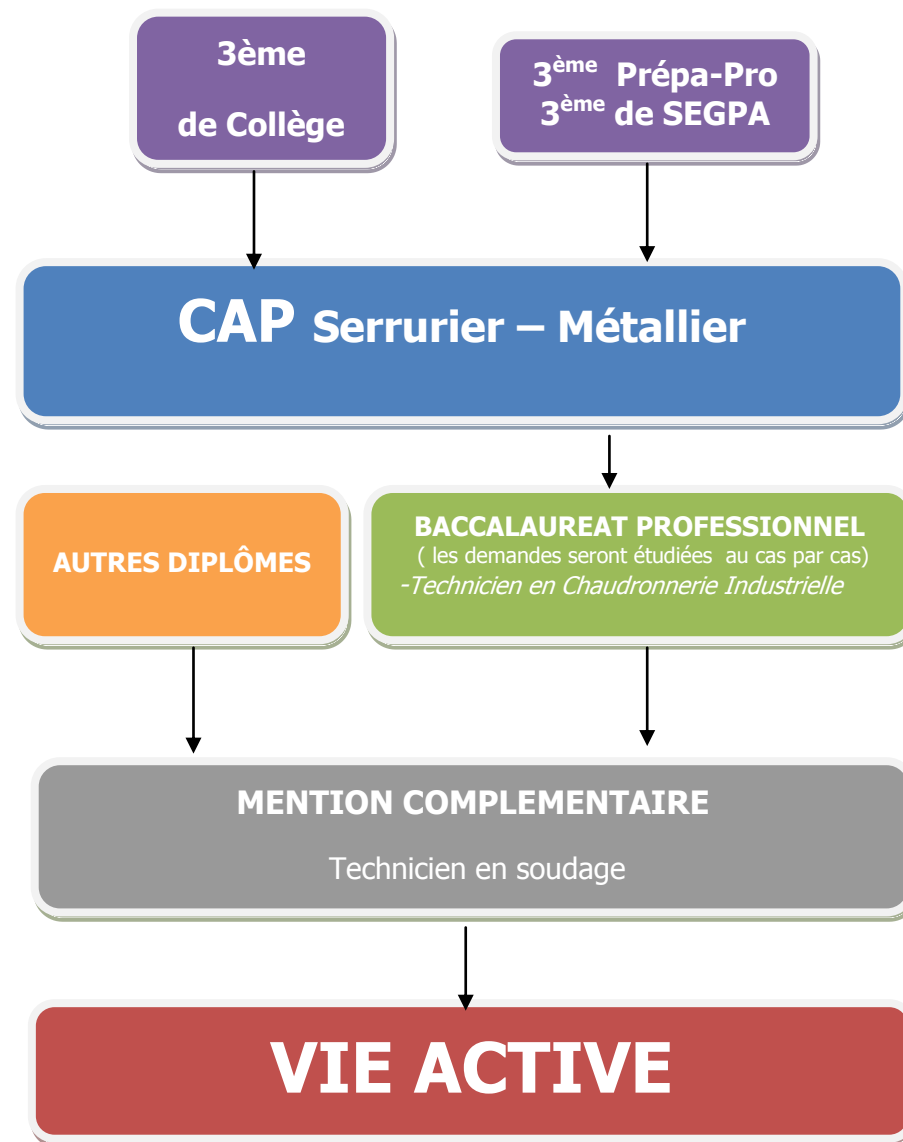 3ème
de Collège
3ème Prépa-Pro
3ème de SEGPA
CAP Serrurier – Métallier
AUTRES DIPLÔMES
BACCALAUREAT PROFESSIONNEL
( les demandes seront étudiées au cas par cas)
-Technicien en Chaudronnerie Industrielle
MENTION COMPLEMENTAIRE
Technicien en soudage
VIE ACTIVE